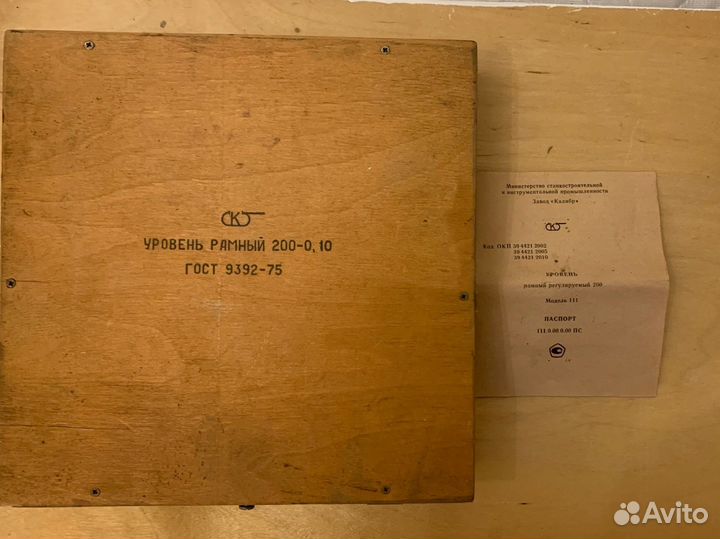 УРОВЕНЬ РАМНЫЙ 200-0,10
ГОСТ 9392-75
Министерство станкостроительной
и инструментальной промышленности
Завод «Калибр»
Код ОКП 39 4421 2002
39 4421 2005
39 4421 2010
УРОВЕНЬ
рамный регулируемый 200
Модель 111
ПАСПОРТ
111.0.00.0.00 ПС
Avito